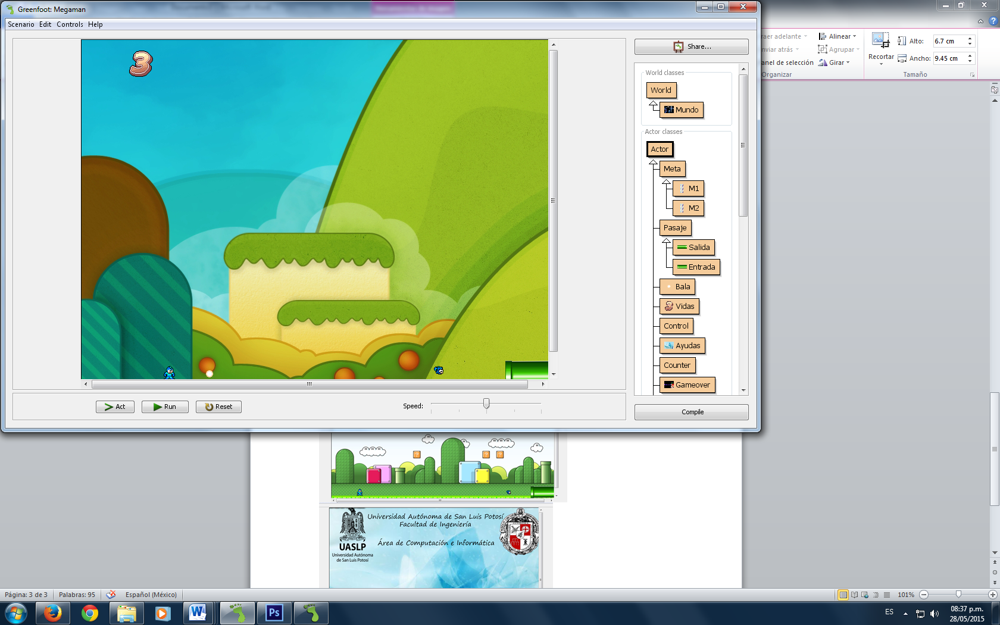 Greenfoot: Megaman
Scenario Edit Controls Help
3
Share...
World classes
World
Mundo
Actor classes
Actor
Meta
M1
M2
Pasaje
Salida
Entrada
Bala
Vidas
Control
Ayudas
Counter
Gameover
Act
Run
Reset
Speed:
Compile
raer adelante
nviar atrás
anel de selección
Alinear
Agrupar
Girar
Organizar
Recortar
Alto: 6.7 cm
Ancho: 9.45 cm
Tamaño
Universidad Autónoma de San Luis Potosí
Facultad de Ingeniería
Área de Computación e Informática
UASLP
Universidad Autónoma
de San Luis Potosí
Página: 3 de 3
Palabras: 95
Español (México)
101%
W
Ps
ES
08:37 p.m.
28/05/2015